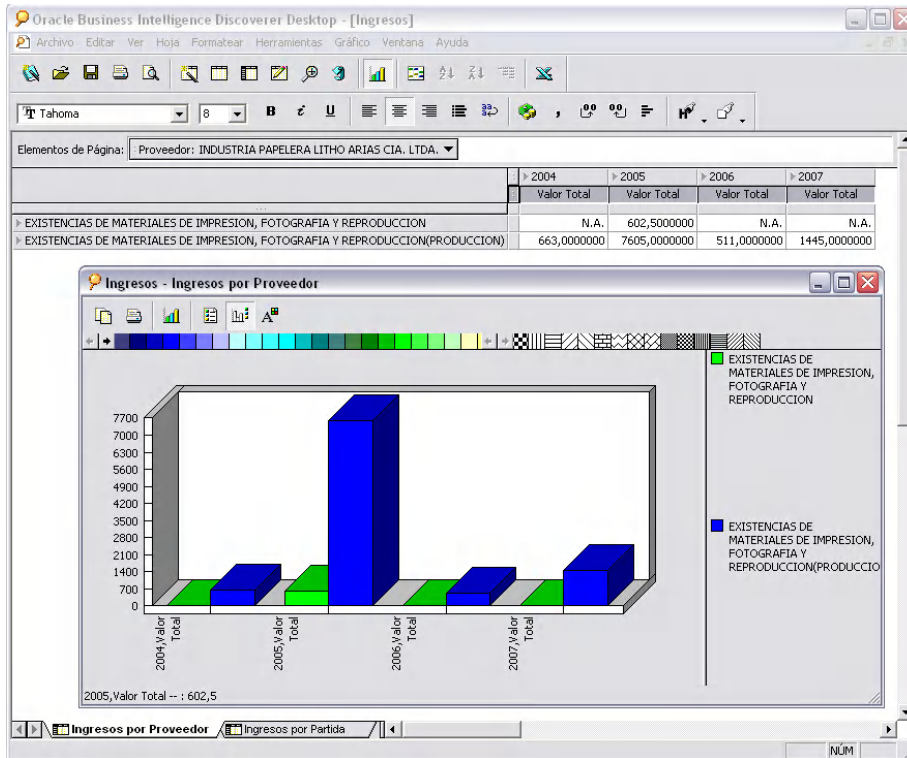 Oracle Business Intelligence Discoverer Desktop - [Ingresos]
Archivo Editar Ver Hoja Formatear Herramientas Gráfico Ventana Ayuda
Tahoma 8 B i U
Elementos de Página: Proveedor: INDUSTRIA PAPELERA LITHO ARIAS CIA. LTDA.
2004 2005 2006 2007
Valor Total Valor Total Valor Total Valor Total
EXISTENCIAS DE MATERIALES DE IMPRESION, FOTOGRAFIA Y REPRODUCCION N.A. 602,5000000 N.A. N.A.
EXISTENCIAS DE MATERIALES DE IMPRESION, FOTOGRAFIA Y REPRODUCCION(PRODUCCION) 663,0000000 7605,0000000 511,0000000 1445,0000000
Ingresos - Ingresos por Proveedor
EXISTENCIAS DE
MATERIALES DE IMPRESION,
FOTOGRAFIA Y
REPRODUCCION
EXISTENCIAS DE
MATERIALES DE IMPRESION,
FOTOGRAFIA Y
REPRODUCCION(PRODUCCIO
7700
7000
6300
5600
4900
4200
3500
2800
2100
1400
700
0
2004,Valor
Total
2005,Valor
Total
2006,Valor
Total
2007,Valor
Total
2005,Valor Total -- : 602,5
Ingresos por Proveedor Ingresos por Partida
NÚM